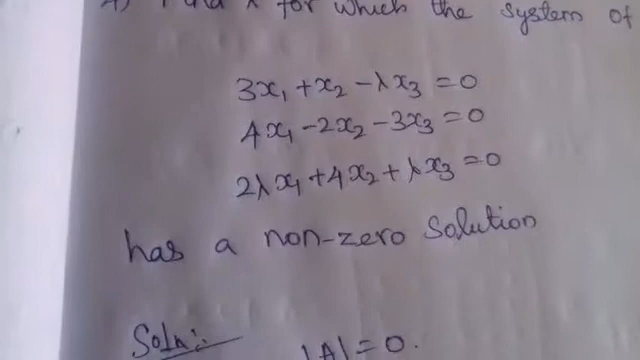 for which the system of
3x₁ + x₂ - λx₃ = 0
4x₁ - 2x₂ - 3x₃ = 0
2λx₁ + 4x₂ + λx₃ = 0
has a non-zero solution
Soln:
|A| = 0.